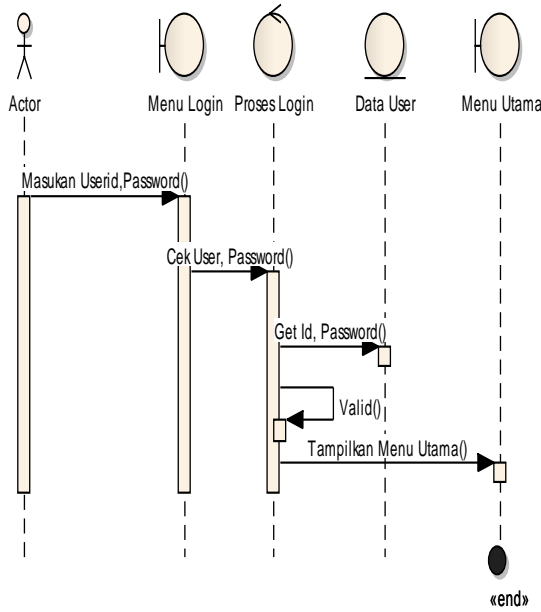 Actor
Menu Login
Proses Login
Data User
Menu Utama
Masukan Userid,Password()
Cek User, Password()
Get Id, Password()
Valid()
Tampilkan Menu Utama()
«end»